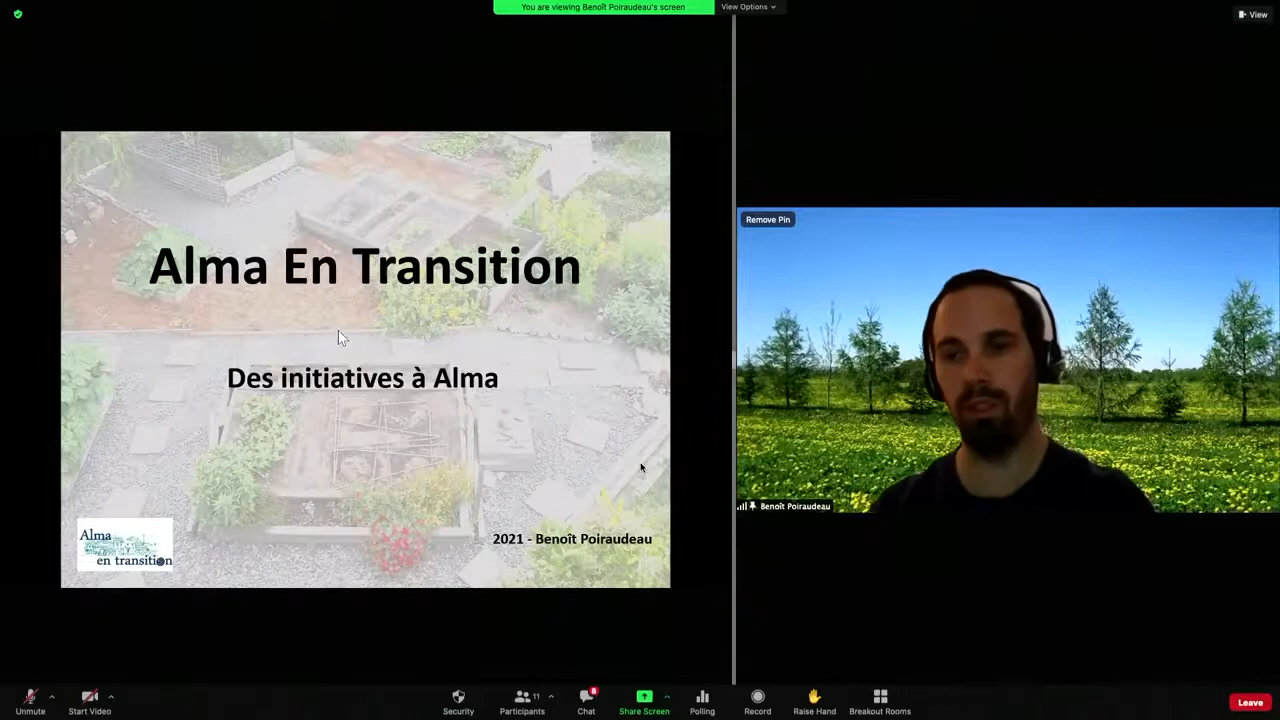 You are viewing Benoît Poiraudeau's screen
View Options
View
Alma En Transition
Des initiatives à Alma
Alma
en transition
2021 - Benoît Poiraudeau
Remove Pin
Benoît Poiraudeau
Unmute
Start Video
Security
Participants
11
Chat
8
Share Screen
Polling
Record
Raise Hand
Breakout Rooms
Leave